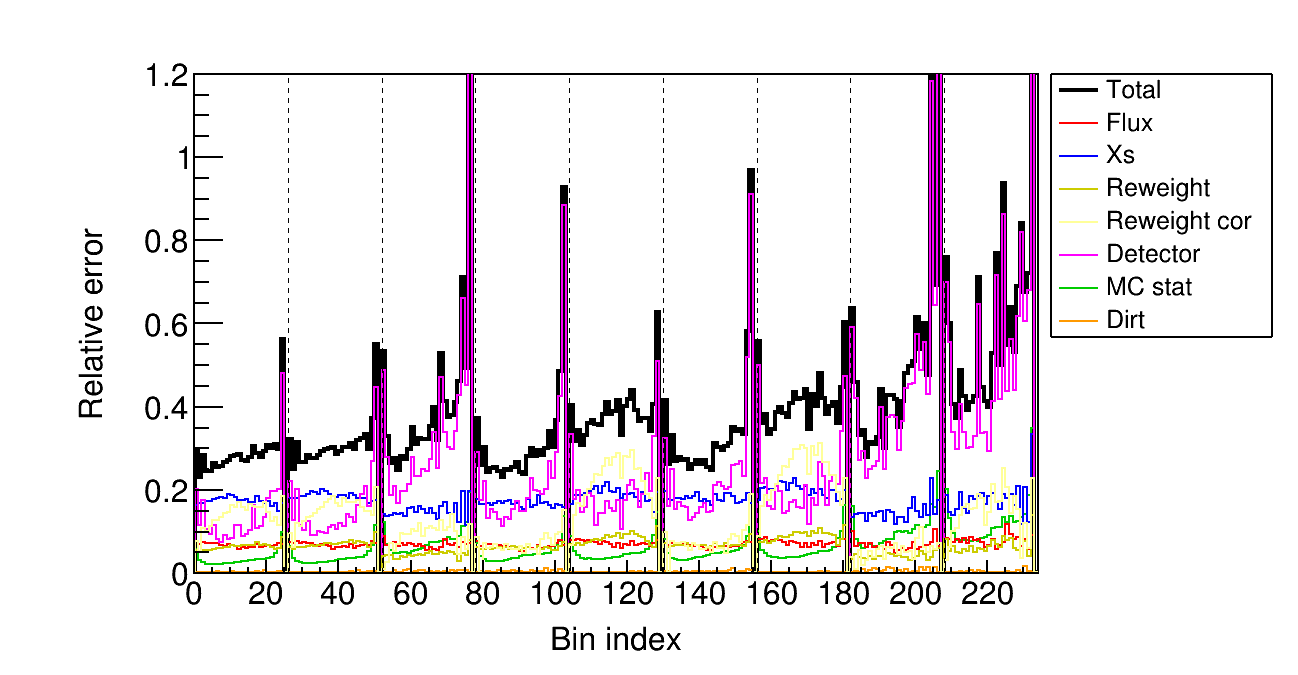 1.2
1
0.8
0.6
0.4
0.2
0
Relative error
0 20 40 60 80 100 120 140 160 180 200 220
Bin index
Total
Flux
Xs
Reweight
Reweight cor
Detector
MC stat
Dirt